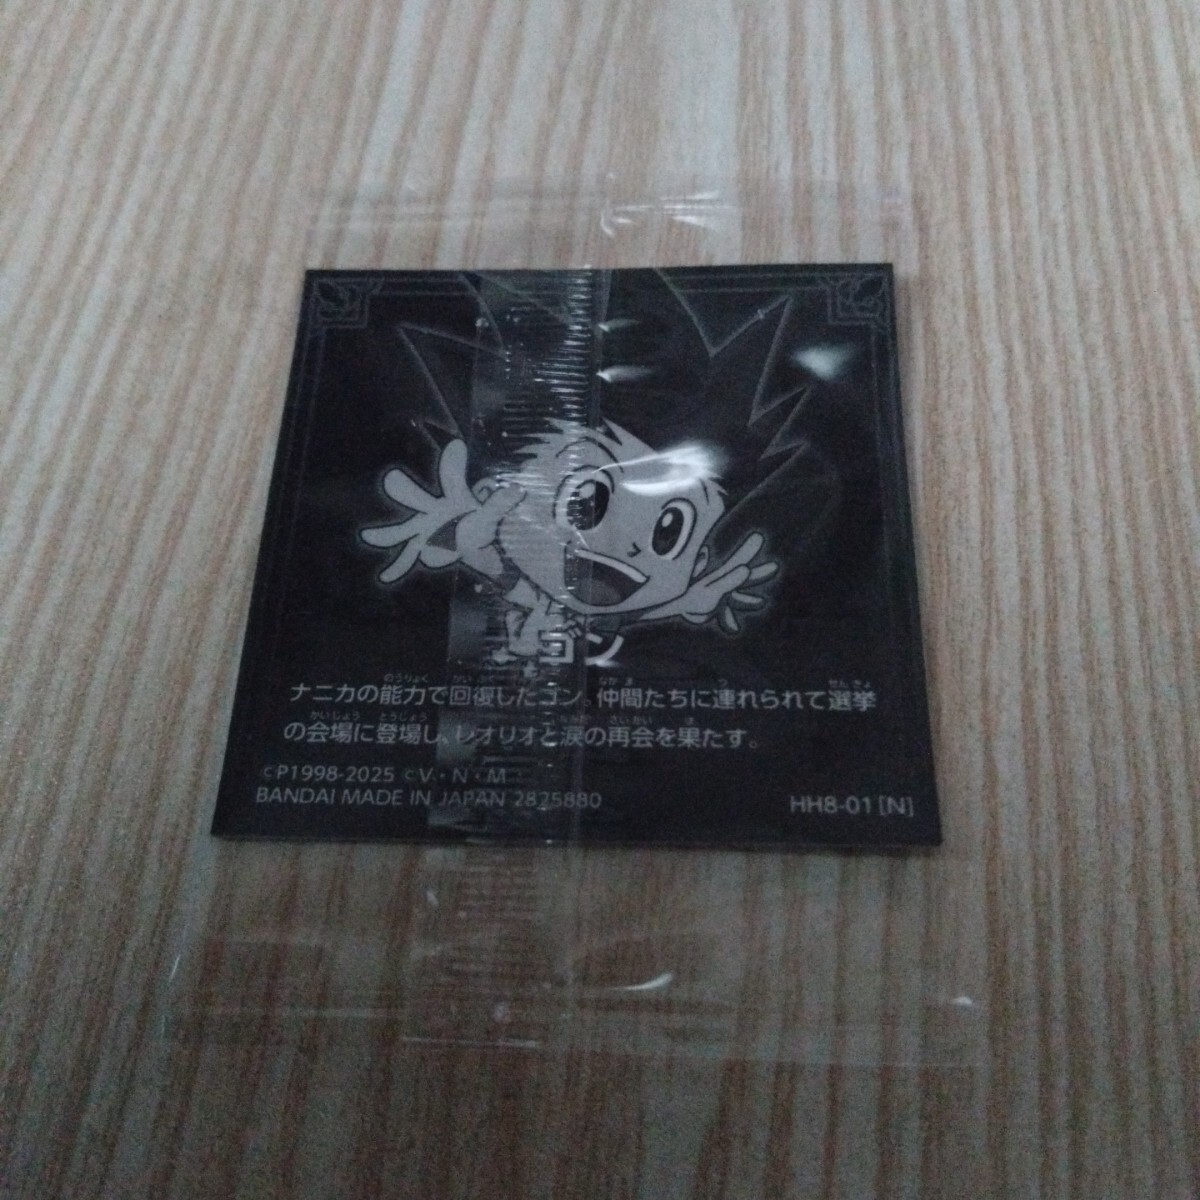 ゴン
ナニカの能力で回復したゴン。仲間たちに連れられて選挙
の会場に登場し、レオリオと涙の再会を果たす。
©P1998-2025 ©V・N・M
BANDAI MADE IN JAPAN 2825880
HH8-01 [N]